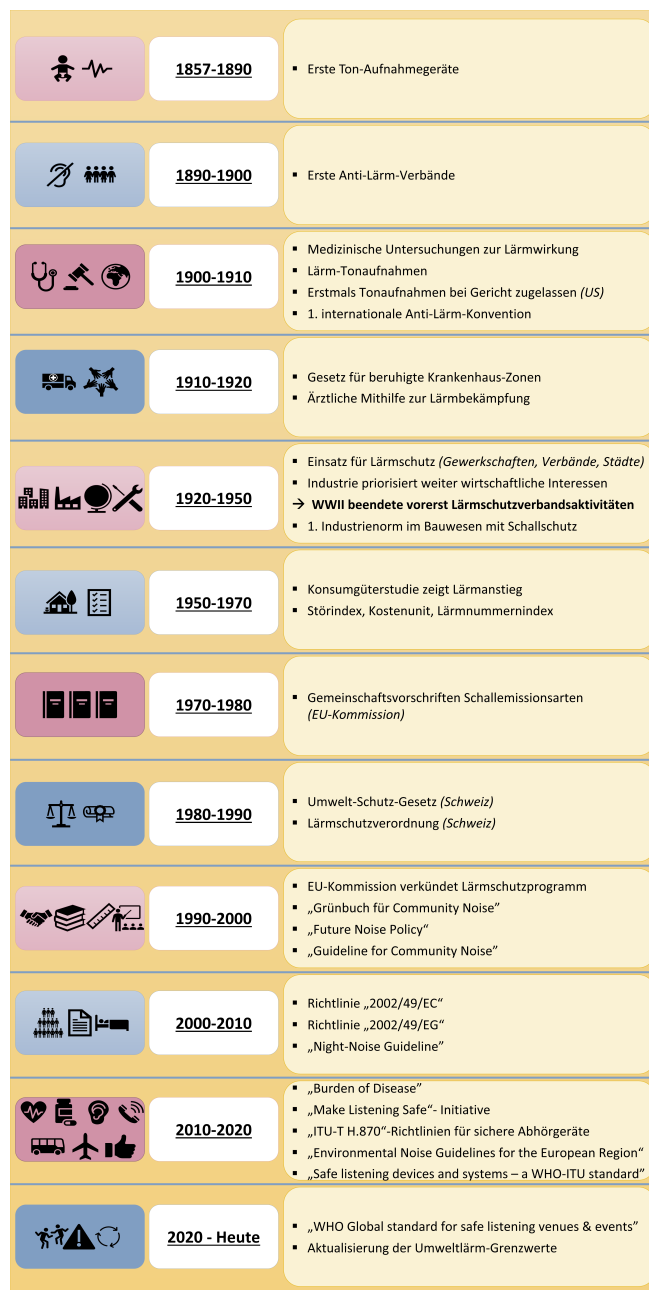 1857-1890
▪ Erste Ton-Aufnahmegeräte
1890-1900
▪ Erste Anti-Lärm-Verbände
1900-1910
▪ Medizinische Untersuchungen zur Lärmwirkung
▪ Lärm-Tonaufnahmen
▪ Erstmals Tonaufnahmen bei Gericht zugelassen (US)
▪ 1. internationale Anti-Lärm-Konvention
1910-1920
▪ Gesetz für beruhigte Krankenhaus-Zonen
▪ Ärztliche Mithilfe zur Lärmbekämpfung
1920-1950
▪ Einsatz für Lärmschutz (Gewerkschaften, Verbände, Städte)
▪ Industrie priorisiert weiter wirtschaftliche Interessen
→ WWII beendete vorerst Lärmschutzverbandsaktivitäten
▪ 1. Industrienorm im Bauwesen mit Schallschutz
1950-1970
▪ Konsumgüterstudie zeigt Lärmanstieg
▪ Störindex, Kostenunit, Lärmnummernindex
1970-1980
▪ Gemeinschaftsvorschriften Schallemissionsarten
(EU-Kommission)
1980-1990
▪ Umwelt-Schutz-Gesetz (Schweiz)
▪ Lärmschutzverordnung (Schweiz)
1990-2000
▪ EU-Kommission verkündet Lärmschutzprogramm
▪ „Grünbuch für Community Noise”
▪ „Future Noise Policy“
▪ „Guideline for Community Noise”
2000-2010
▪ Richtlinie „2002/49/EC“
▪ Richtlinie „2002/49/EG“
▪ „Night-Noise Guideline”
2010-2020
▪ „Burden of Disease”
▪ „Make Listening Safe“- Initiative
▪ „ITU-T H.870“-Richtlinien für sichere Abhörgeräte
▪ „Environmental Noise Guidelines for the European Region“
▪ „Safe listening devices and systems – a WHO-ITU standard”
2020 - Heute
▪ „WHO Global standard for safe listening venues & events”
▪ Aktualisierung der Umweltlärm-Grenzwerte